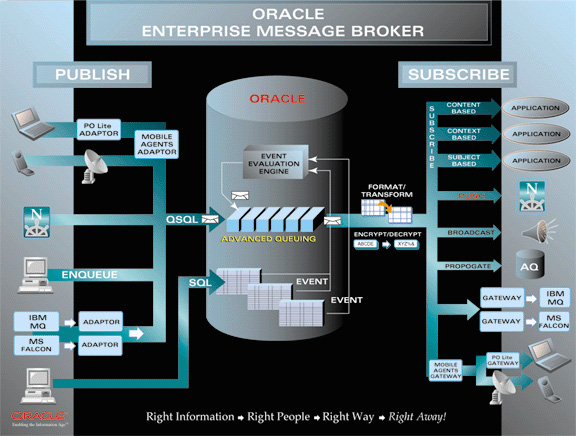 ORACLE
ENTERPRISE MESSAGE BROKER
PUBLISH
SUBSCRIBE
PO Lite
ADAPTOR
MOBILE
AGENTS
ADAPTOR
N
QSQL
ENQUEUE
SQL
IBM
MQ
ADAPTOR
MS
FALCON
ADAPTOR
ORACLE
EVENT
EVALUATION
ENGINE
ADVANCED QUEUING
EVENT
EVENT
FORMAT/
TRANSFORM
ENCRYPT/DECRYPT
ABCDE
SUBSCRIBE
CONTENT
BASED
APPLICATION
CONTEXT
BASED
APPLICATION
SUBJECT
BASED
APPLICATION
N
BROADCAST
PROPOGATE
AQ
GATEWAY
IBM
MQ
GATEWAY
MS
FALCON
MOBILE
AGENTS
GATEWAY
PO Lite
GATEWAY
ORACLE
Enabling the Information Age
Right Information Right People Right Way Right Away!